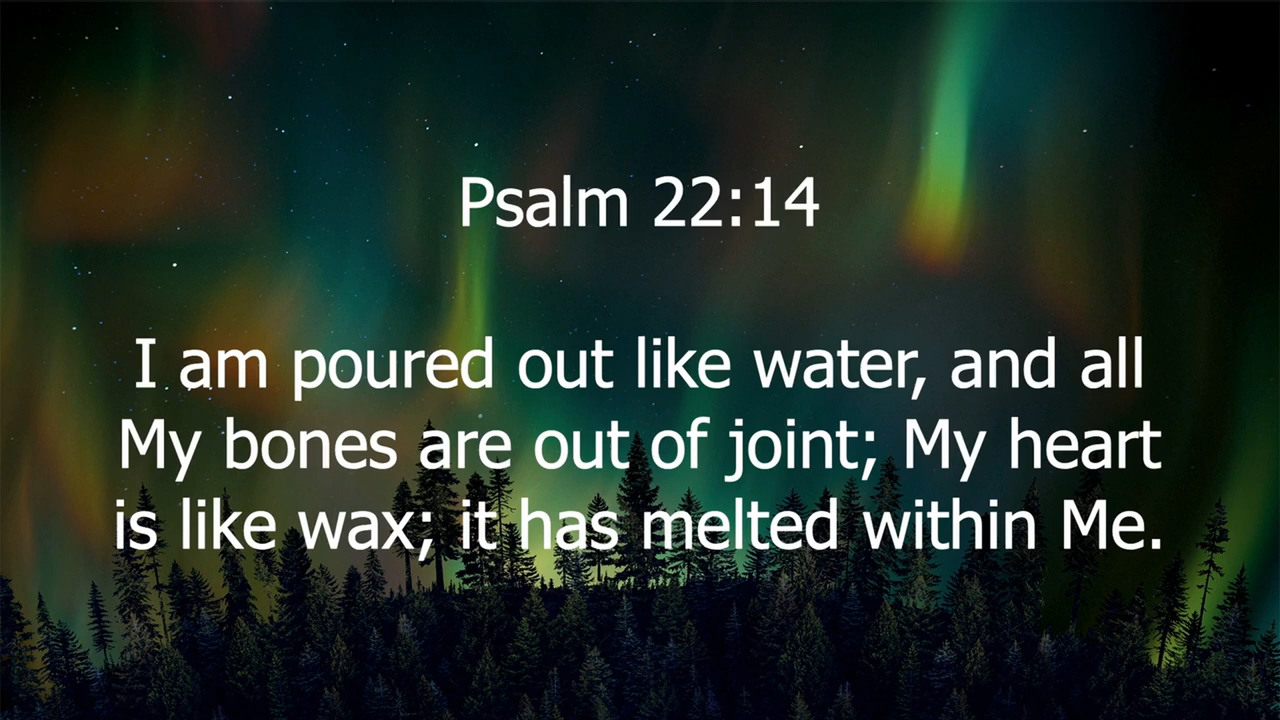 Psalm 22:14
I am poured out like water, and all
My bones are out of joint; My heart
is like wax; it has melted within Me.